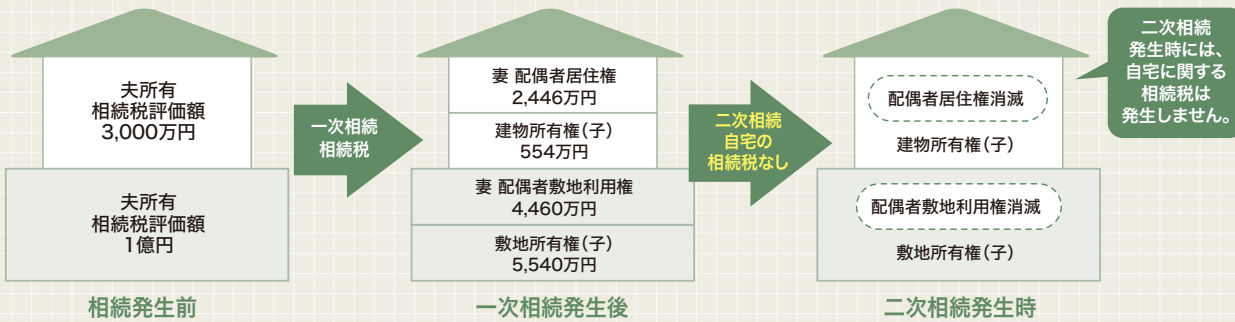 夫所有
相続税評価額
3,000万円
夫所有
相続税評価額
1億円
相続発生前
一次相続
相続税
妻 配偶者居住権
2,446万円
建物所有権(子)
554万円
妻 配偶者敷地利用権
4,460万円
敷地所有権(子)
5,540万円
一次相続発生後
二次相続
自宅の
相続税なし
配偶者居住権消滅
建物所有権(子)
配偶者敷地利用権消滅
敷地所有権(子)
二次相続発生時
二次相続
発生時には、
自宅に関する
相続税は
発生しません。